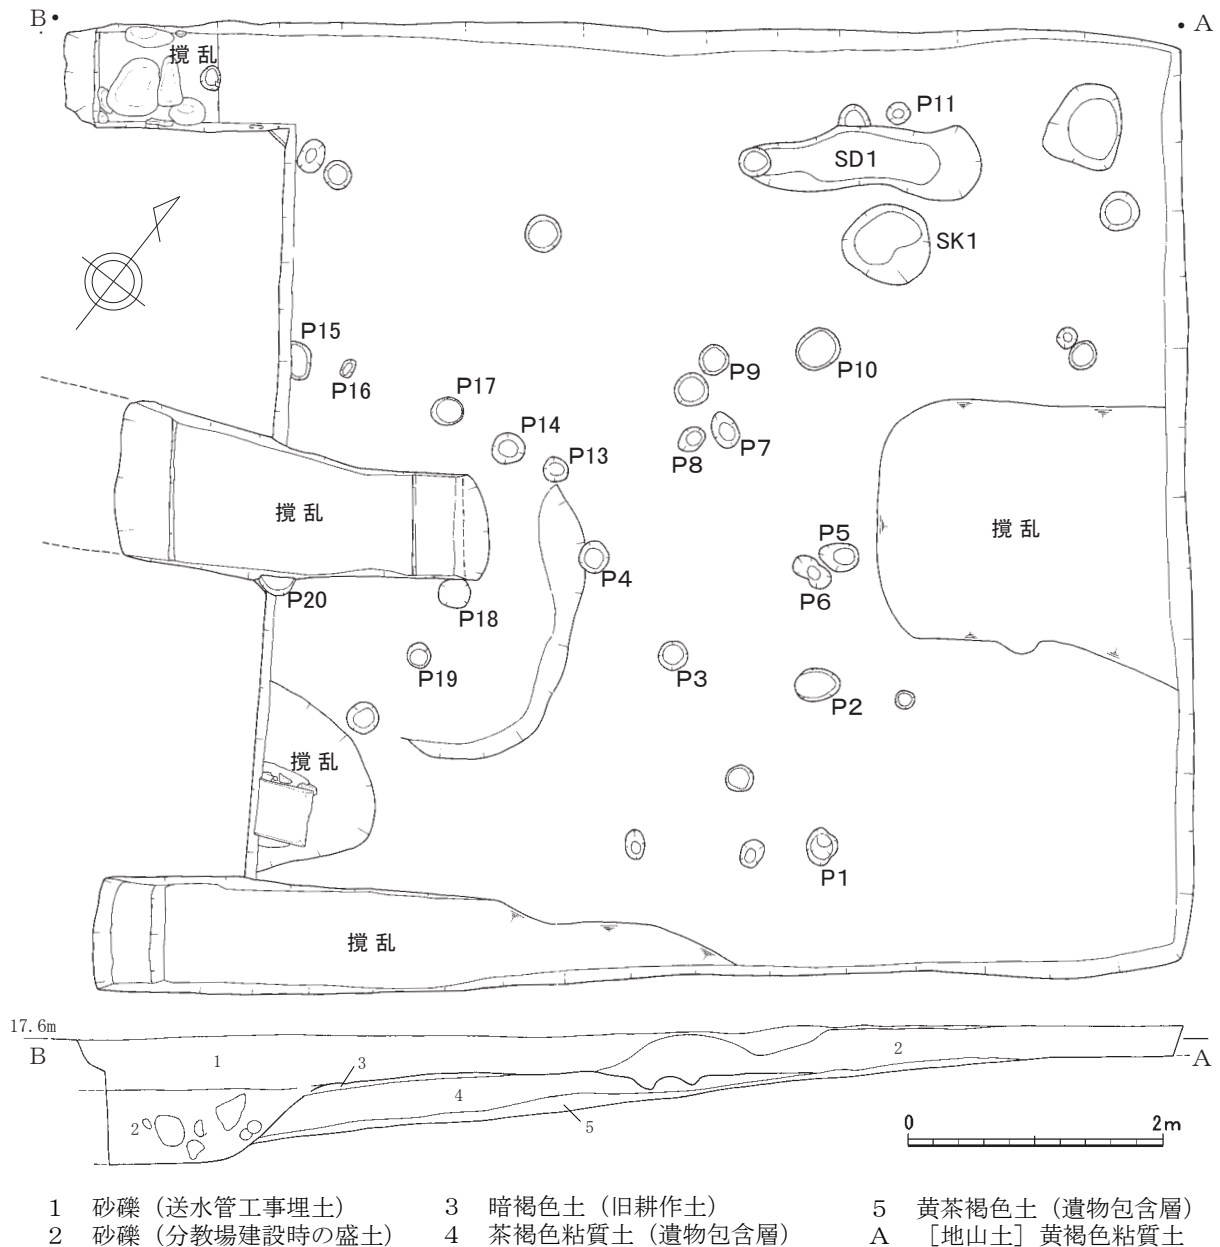 B
A
撹乱
P11
SD1
SK1
P15
P16
P17
P14
P13
P9
P10
P8
P7
撹乱
撹乱
P5
P4
P6
P20
P18
P19
P3
P2
撹乱
P1
撹乱
17.6m
B
1
3
2
A
4
2
5
0 2m
1 砂礫（送水管工事埋土） 3 暗褐色土（旧耕作土） 5 黄茶褐色土（遺物包含層）
2 砂礫（分教場建設時の盛土） 4 茶褐色粘質土（遺物包含層） A ［地山土］黄褐色粘質土